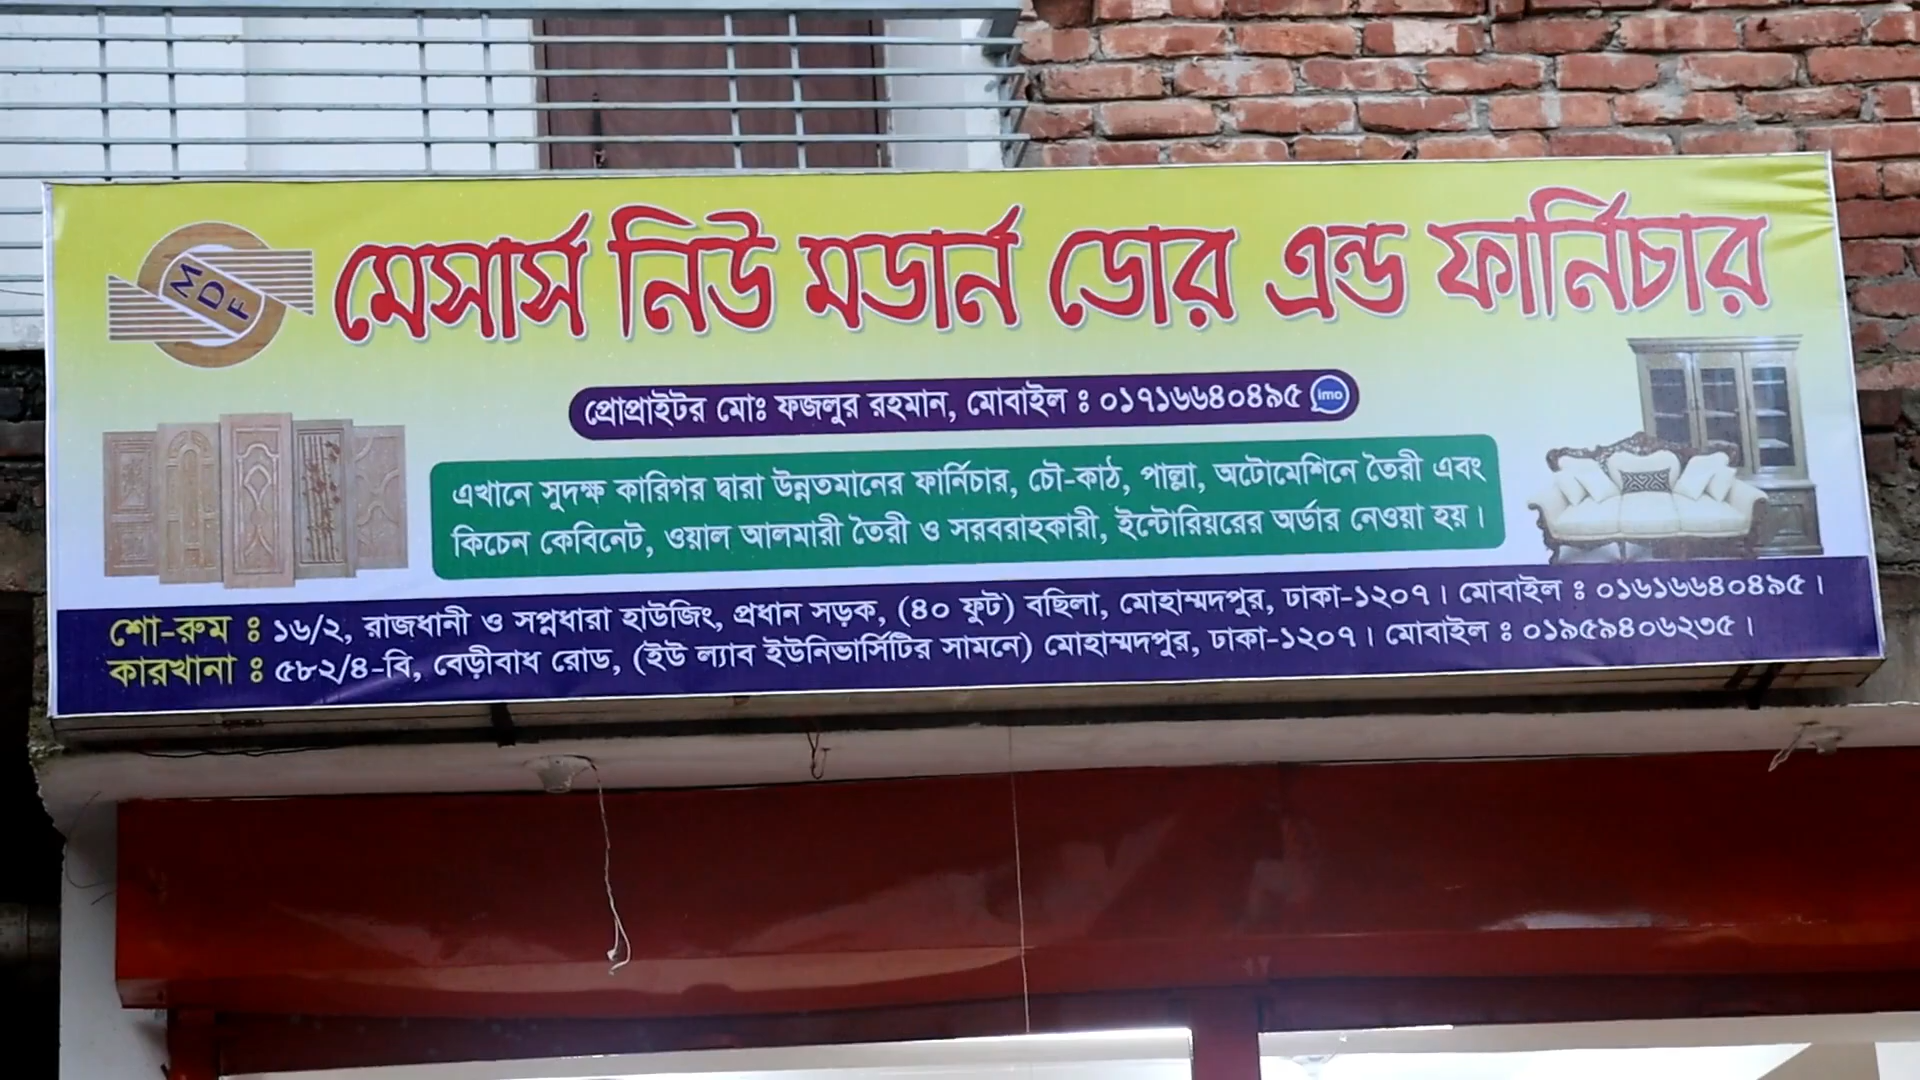 MDF
মেসার্স নিউ মডার্ন ডোর এন্ড ফার্নিচার
প্রোপ্রাইটর মোঃ ফজলুর রহমান, মোবাইল ঃ ০১৭১৬৬৪০৪৯৫ imo
এখানে সুদক্ষ কারিগর দ্বারা উন্নতমানের ফার্নিচার, চৌ-কাঠ, পাল্লা, অটোমেশিনে তৈরী এবং
কিচেন কেবিনেট, ওয়াল আলমারী তৈরী ও সরবরাহকারী, ইন্টোরিয়রের অর্ডার নেওয়া হয়।
শো-রুম ঃ ১৬/২, রাজধানী ও সপ্নধারা হাউজিং, প্রধান সড়ক, (৪০ ফুট) বছিলা, মোহাম্মদপুর, ঢাকা-১২০৭। মোবাইল ঃ ০১৬১৬৬৪০৪৯৫।
কারখানা ঃ ৫৮২/৪-বি, বেড়ীবাধ রোড, (ইউ ল্যাব ইউনিভার্সিটির সামনে) মোহাম্মদপুর, ঢাকা-১২০৭। মোবাইল ঃ ০১৯৫৯৪০৬২৩৫।